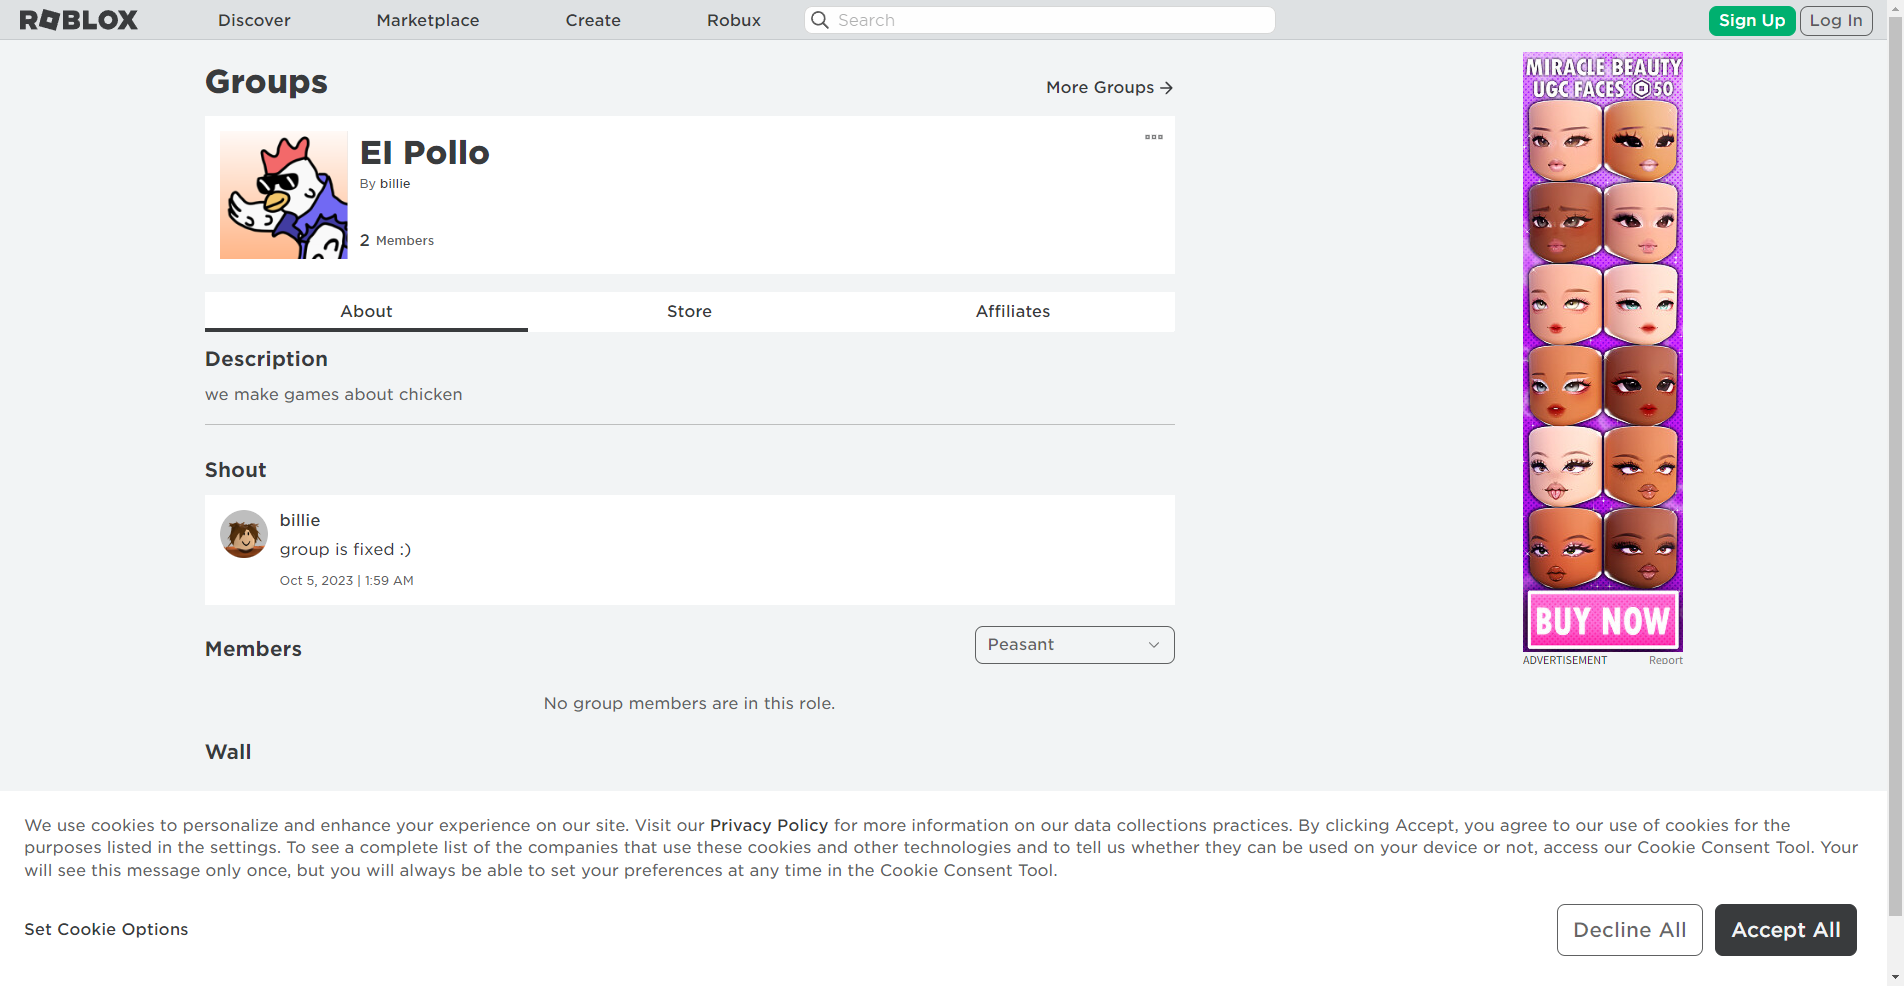 ROBLOX
Discover
Marketplace
Create
Robux
Search
Sign Up
Log In
Groups
More Groups
El Pollo
By billie
2 Members
About
Store
Affiliates
Description
we make games about chicken
Shout
billie
group is fixed :)
Oct 5, 2023 | 1:59 AM
Members
Peasant
No group members are in this role.
Wall
MIRACLE BEAUTY
UGC FACES 50
BUY NOW
ADVERTISEMENT
Report
We use cookies to personalize and enhance your experience on our site. Visit our Privacy Policy for more information on our data collections practices. By clicking Accept, you agree to our use of cookies for the
purposes listed in the settings. To see a complete list of the companies that use these cookies and other technologies and to tell us whether they can be used on your device or not, access our Cookie Consent Tool. Your
will see this message only once, but you will always be able to set your preferences at any time in the Cookie Consent Tool.
Set Cookie Options
Decline All
Accept All